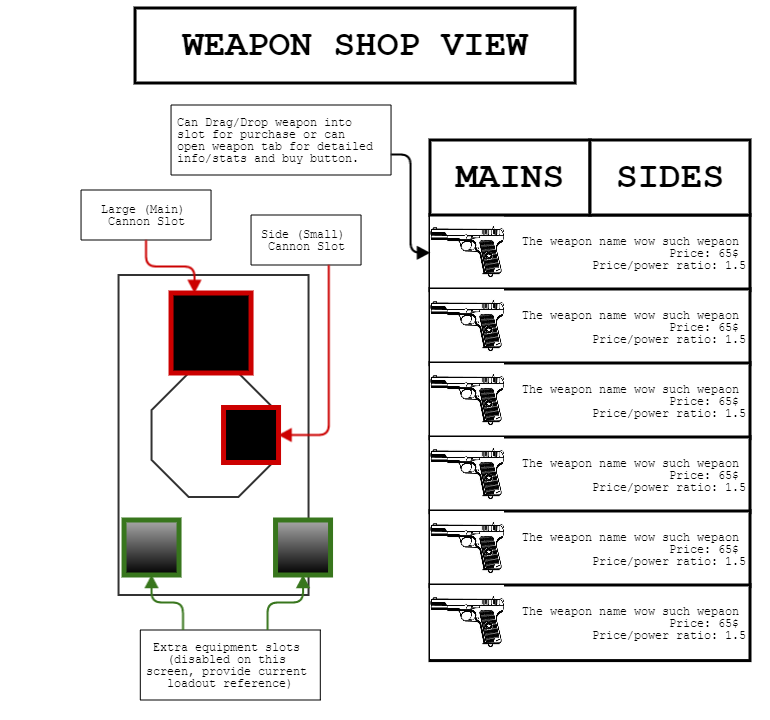 WEAPON SHOP VIEW
Can Drag/Drop weapon into
slot for purchase or can
open weapon tab for detailed
info/stats and buy button.
Large (Main)
Cannon Slot
Side (Small)
Cannon Slot
MAINS SIDES
The weapon name wow such wepaon
Price: 65$
Price/power ratio: 1.5
The weapon name wow such wepaon
Price: 65$
Price/power ratio: 1.5
The weapon name wow such wepaon
Price: 65$
Price/power ratio: 1.5
The weapon name wow such wepaon
Price: 65$
Price/power ratio: 1.5
The weapon name wow such wepaon
Price: 65$
Price/power ratio: 1.5
The weapon name wow such wepaon
Price: 65$
Price/power ratio: 1.5
Extra equipment slots
(disabled on this
screen, provide current
loadout reference)